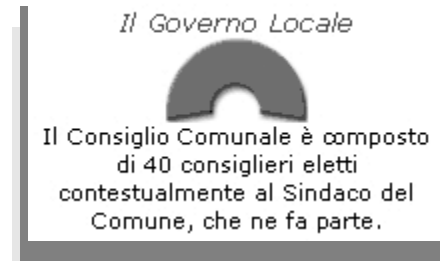 Il Governo Locale
Il Consiglio Comunale è composto
di 40 consiglieri eletti
contestualmente al Sindaco del
Comune, che ne fa parte.